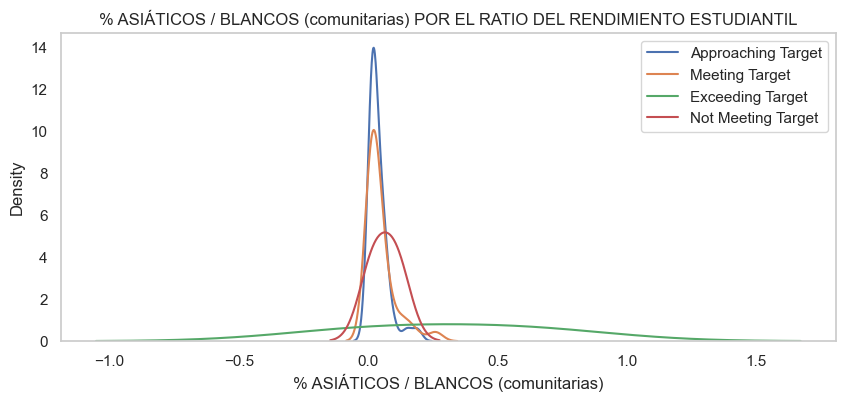 % ASIÁTICOS / BLANCOS (comunitarias) POR EL RATIO DEL RENDIMIENTO ESTUDIANTIL
Approaching Target
Meeting Target
Exceeding Target
Not Meeting Target
14
12
10
8
6
4
2
0
Density
−1.0 −0.5 0.0 0.5 1.0 1.5
% ASIÁTICOS / BLANCOS (comunitarias)